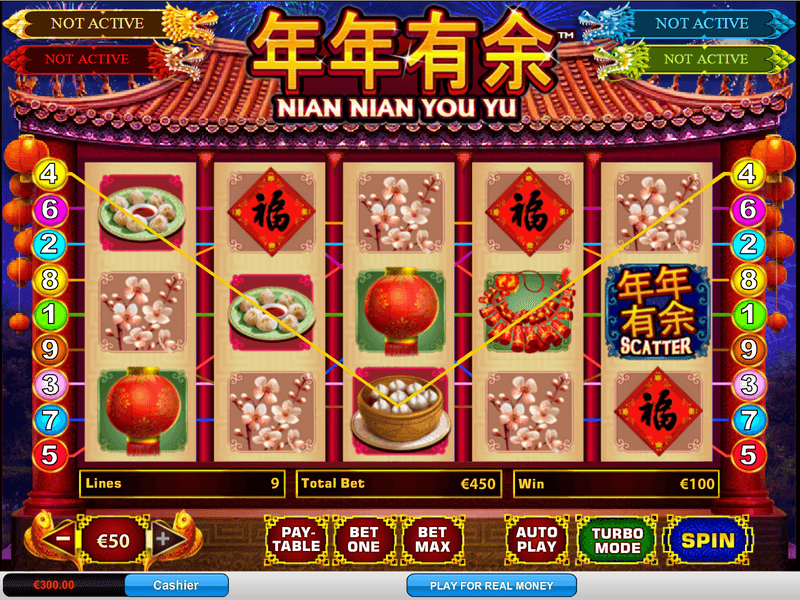 NOT ACTIVE
NOT ACTIVE
年年有余™
NIAN NIAN YOU YU
NOT ACTIVE
NOT ACTIVE
4
6
2
8
1
9
3
7
5
福
福
年年
有余
SCATTER
福
4
6
2
8
1
9
3
7
5
Lines 9
Total Bet €450
Win €100
- €50 +
PAY-
TABLE
BET
ONE
BET
MAX
AUTO
PLAY
TURBO
MODE
SPIN
€300.00
Cashier
PLAY FOR REAL MONEY